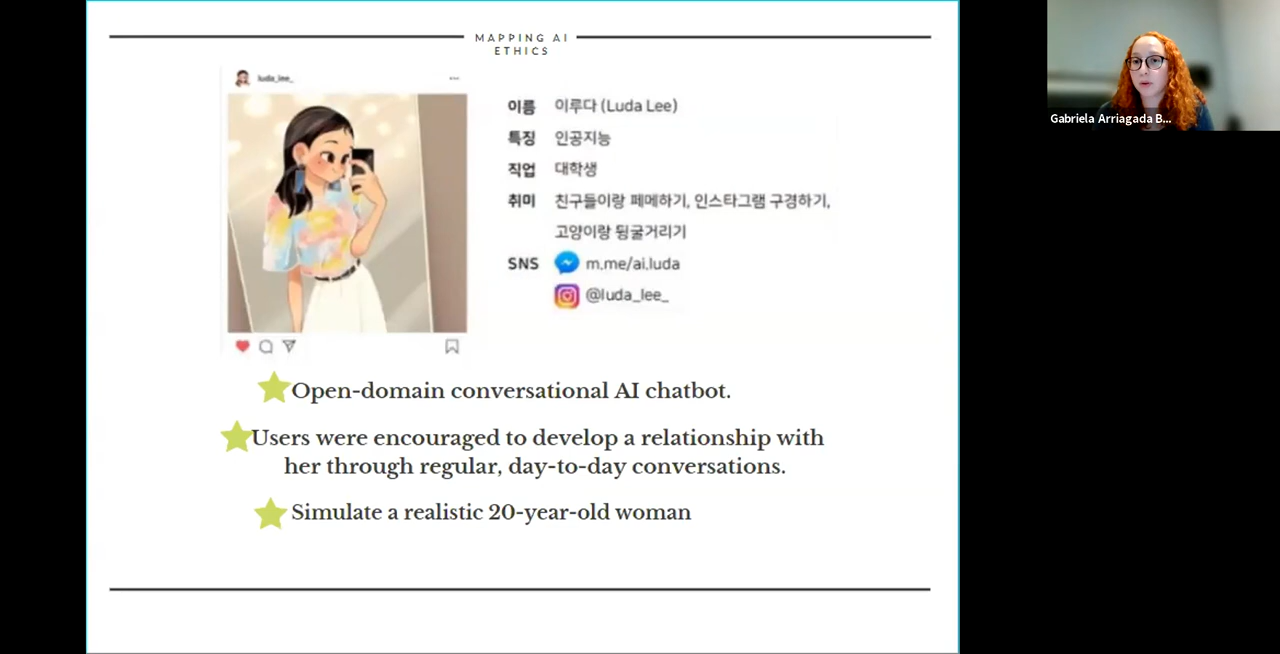 MAPPING AI
ETHICS
luda_lee_
이름 이루다 (Luda Lee)
특징 인공지능
직업 대학생
취미 친구들이랑 페메하기, 인스타그램 구경하기,
고양이랑 뒹굴거리기
SNS m.me/ai.luda
@luda_lee_
Open-domain conversational AI chatbot.
Users were encouraged to develop a relationship with
her through regular, day-to-day conversations.
Simulate a realistic 20-year-old woman
Gabriela Arriagada B...